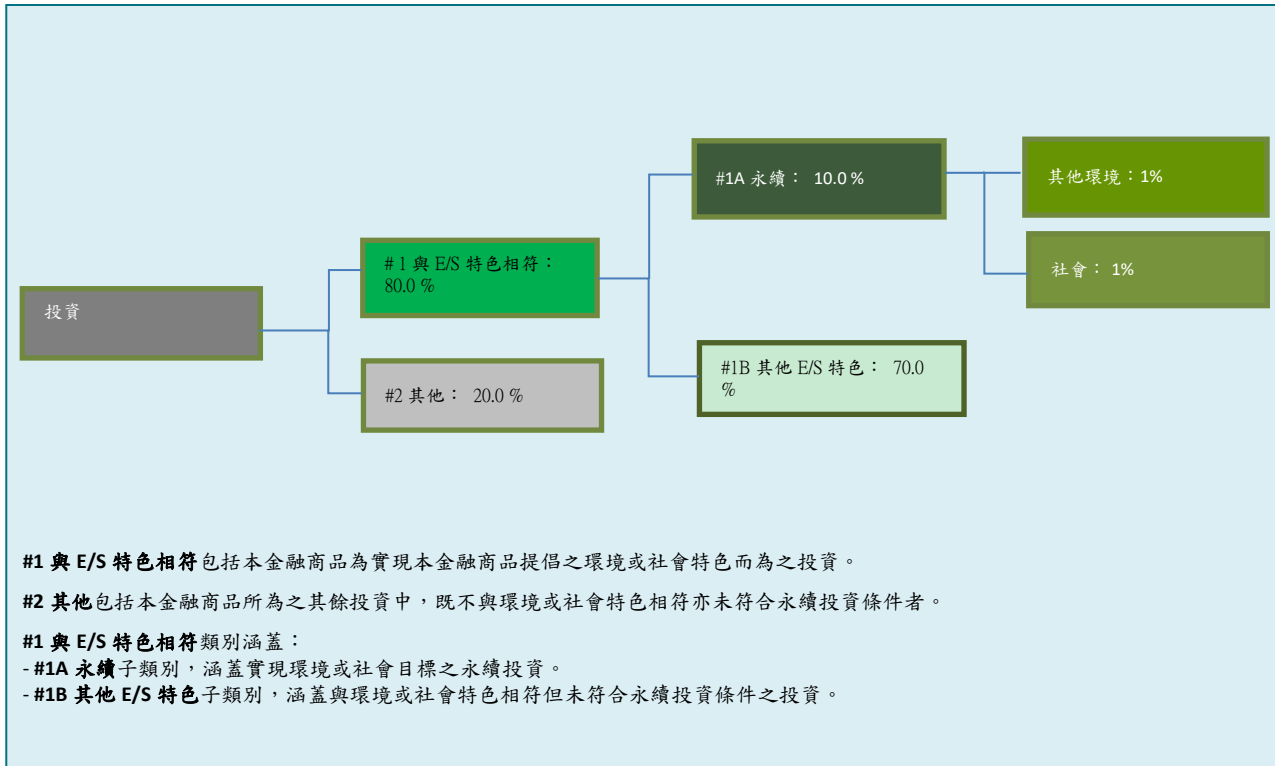 投資
# 1 與 E/S 特色相符：
80.0 %
#2 其他： 20.0 %
#1A 永續： 10.0 %
#1B 其他 E/S 特色： 70.0
%
其他環境：1%
社會： 1%
#1 與 E/S 特色相符包括本金融商品為實現本金融商品提倡之環境或社會特色而為之投資。
#2 其他包括本金融商品所為之其餘投資中，既不與環境或社會特色相符亦未符合永續投資條件者。
#1 與 E/S 特色相符類別涵蓋：
- #1A 永續子類別，涵蓋實現環境或社會目標之永續投資。
- #1B 其他 E/S 特色子類別，涵蓋與環境或社會特色相符但未符合永續投資條件之投資。